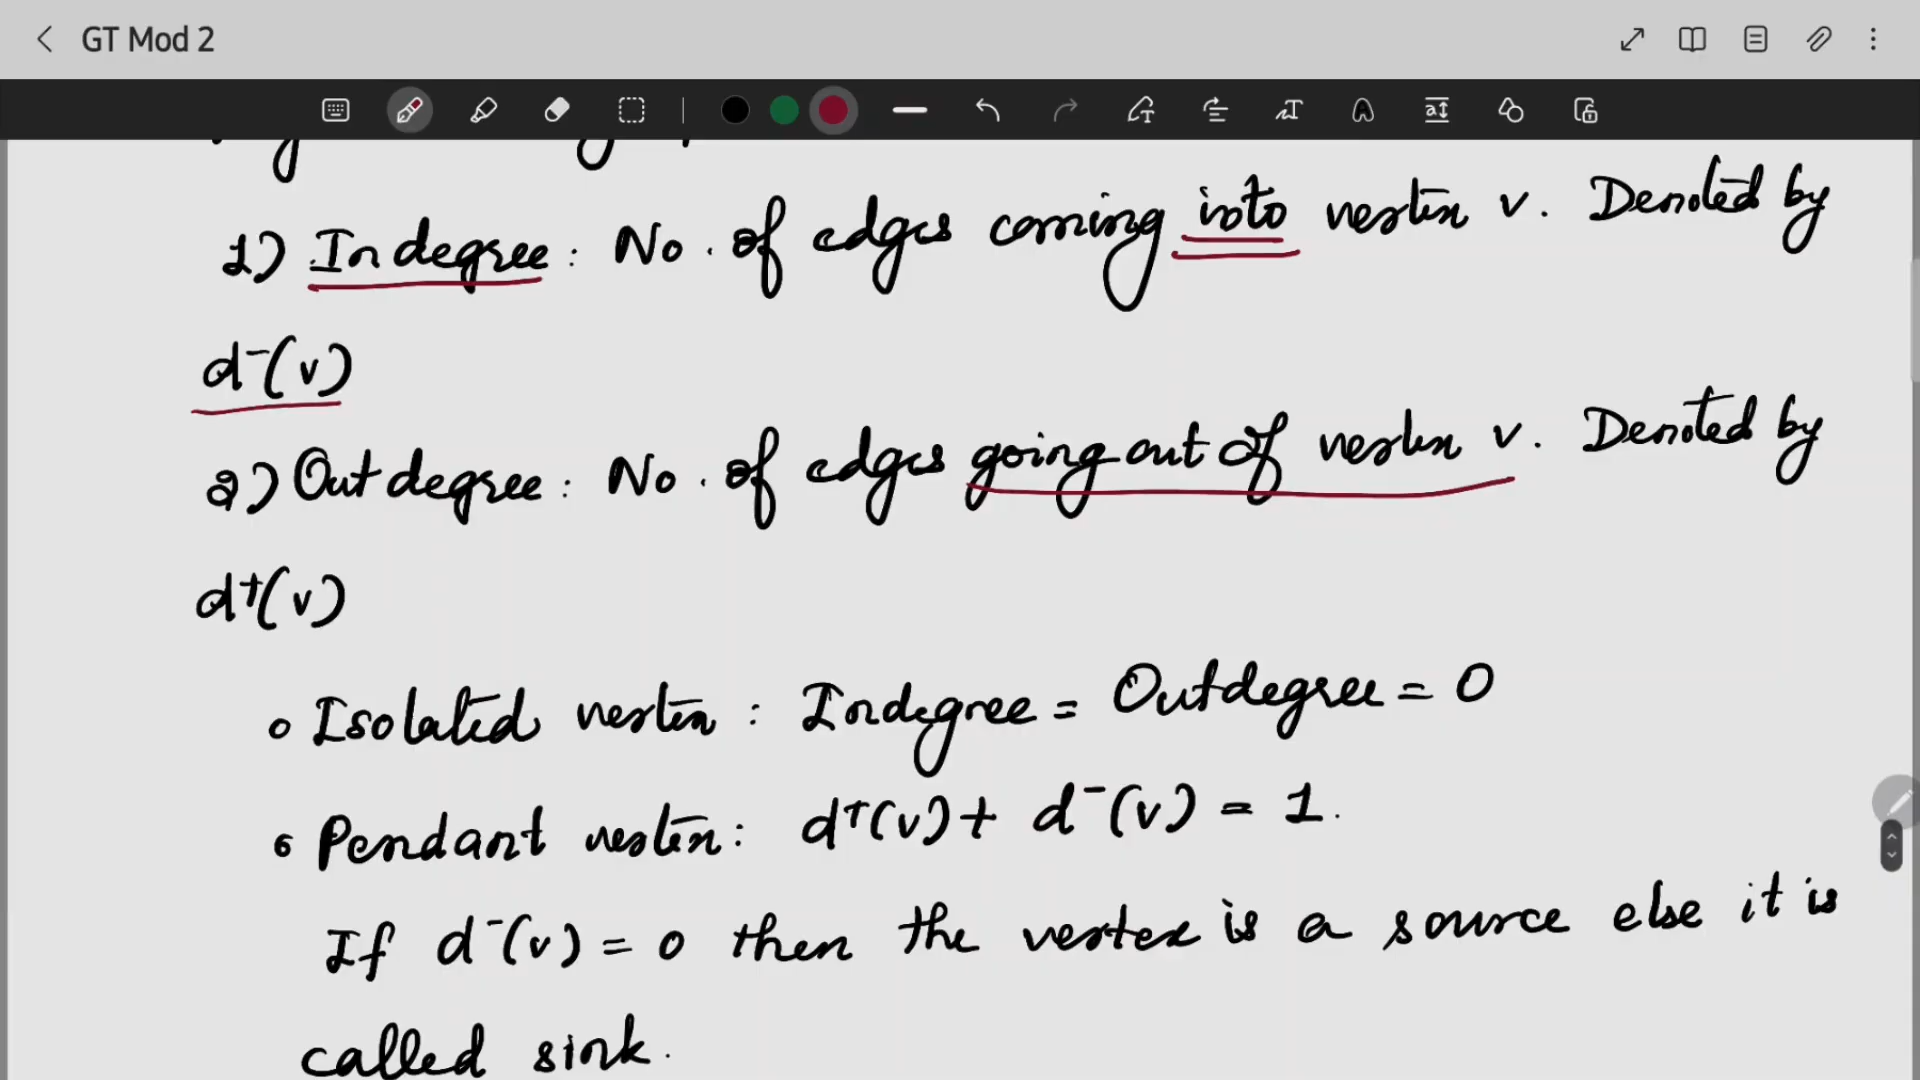 GT Mod 2
1) Indegree : No. of edges coming into vertex v. Denoted by
d⁻(v)
2) Outdegree : No. of edges going out of vertex v. Denoted by
d⁺(v)
o Isolated vertex : Indegree = Outdegree = 0
o Pendant vertex : d⁺(v) + d⁻(v) = 1.
If d⁻(v) = 0 then the vertex is a source else it is
called sink.